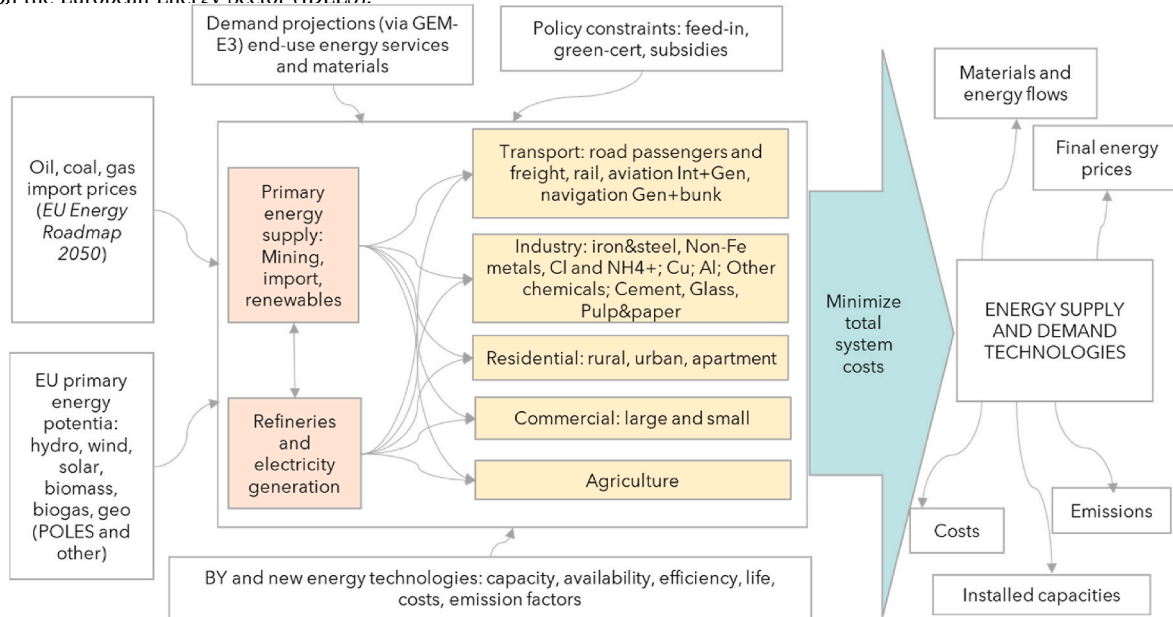 on the European Energy Sector
Demand projections (via GEM-
E3) end-use energy services
and materials
Policy constraints: feed-in,
green-cert, subsidies
Oil, coal, gas
import prices
(EU Energy
Roadmap
2050)
EU primary
energy
potentia:
hydro, wind,
solar,
biomass,
biogas, geo
(POLES and
other)
Primary
energy
supply:
Mining,
import,
renewables
Refineries
and
electricity
generation
Transport: road passengers and
freight, rail, aviation Int+Gen,
navigation Gen+bunk
Industry: iron&steel, Non-Fe
metals, Cl and NH4+; Cu; Al; Other
chemicals; Cement, Glass,
Pulp&paper
Residential: rural, urban, apartment
Commercial: large and small
Agriculture
BY and new energy technologies: capacity, availability, efficiency, life,
costs, emission factors
Minimize
total
system
costs
Materials and
energy flows
Final energy
prices
ENERGY SUPPLY
AND DEMAND
TECHNOLOGIES
Costs
Emissions
Installed capacities